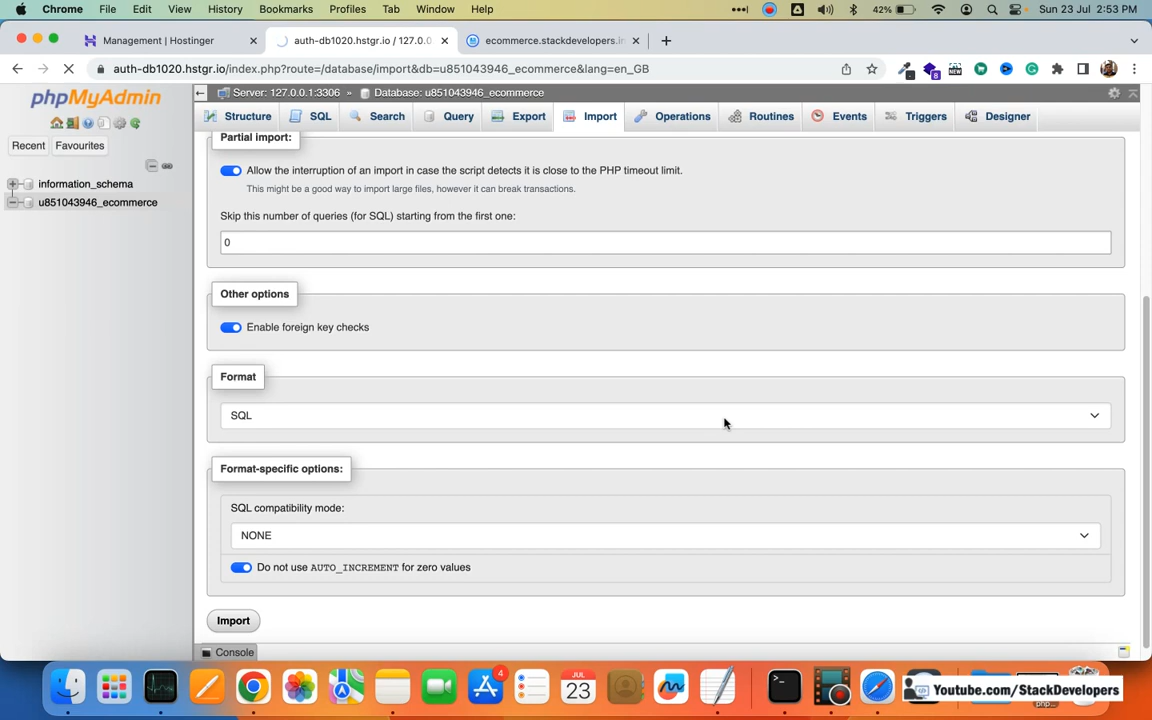 Chrome File Edit View History Bookmarks Profiles Tab Window Help 42% Sun 23 Jul 2:53 PM
Management | Hostinger auth-db1020.hstgr.io / 127.0.0 ecommerce.stackdevelopers.in
auth-db1020.hstgr.io/index.php?route=/database/import&db=u851043946_ecommerce&lang=en_GB
8 NEW
phpMyAdmin
Server: 127.0.0.1:3306 » Database: u851043946_ecommerce
Structure SQL Search Query Export Import Operations Routines Events Triggers Designer
Recent Favourites
information_schema
u851043946_ecommerce
Partial import:
Allow the interruption of an import in case the script detects it is close to the PHP timeout limit.
This might be a good way to import large files, however it can break transactions.
Skip this number of queries (for SQL) starting from the first one:
0
Other options
Enable foreign key checks
Format
SQL
Format-specific options:
SQL compatibility mode:
NONE
Do not use AUTO_INCREMENT for zero values
Import
Console
4
JUL
23
php...
Youtube.com/StackDevelopers